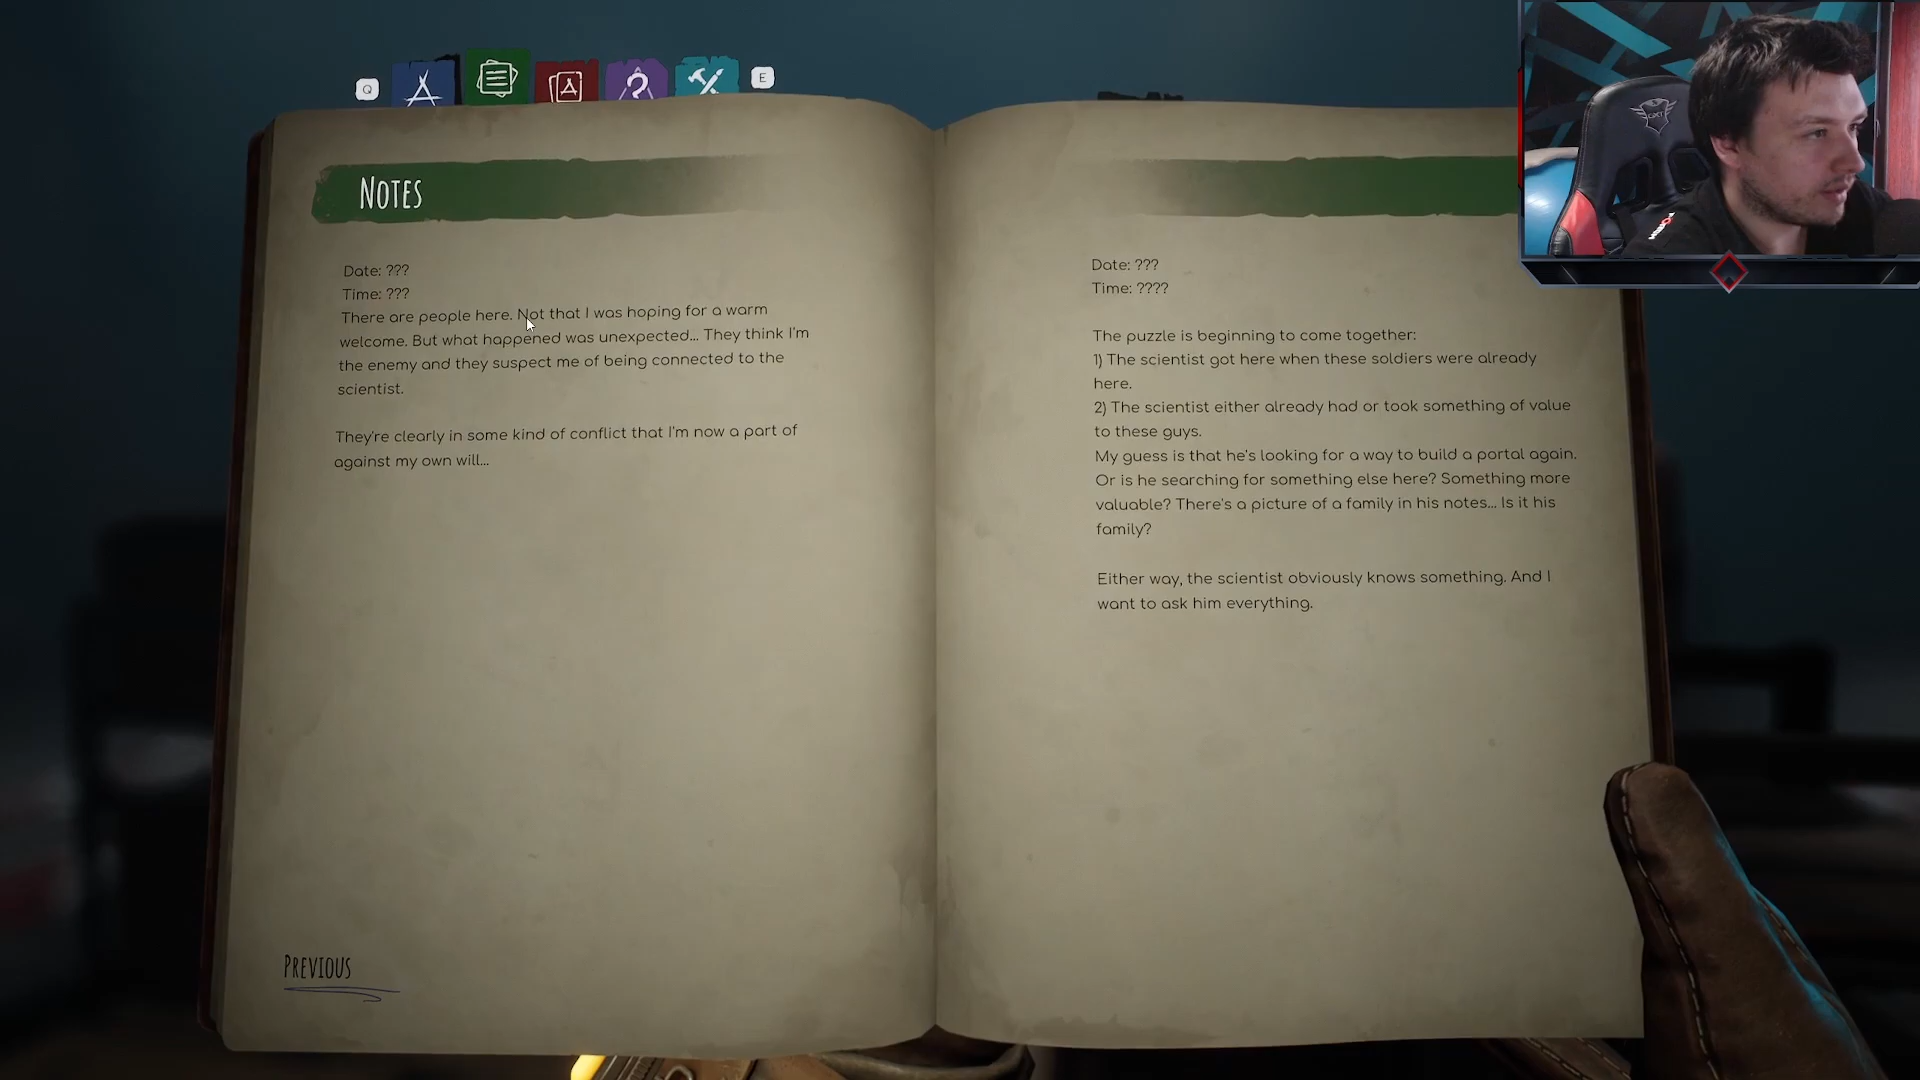 Q
E
NOTES
Date: ???
Time: ???
There are people here. Not that I was hoping for a warm
welcome. But what happened was unexpected... They think I'm
the enemy and they suspect me of being connected to the
scientist.
They're clearly in some kind of conflict that I'm now a part of
against my own will...
PREVIOUS
Date: ???
Time: ????
The puzzle is beginning to come together:
1) The scientist got here when these soldiers were already
here.
2) The scientist either already had or took something of value
to these guys.
My guess is that he's looking for a way to build a portal again.
Or is he searching for something else here? Something more
valuable? There's a picture of a family in his notes... Is it his
family?
Either way, the scientist obviously knows something. And I
want to ask him everything.
GXT